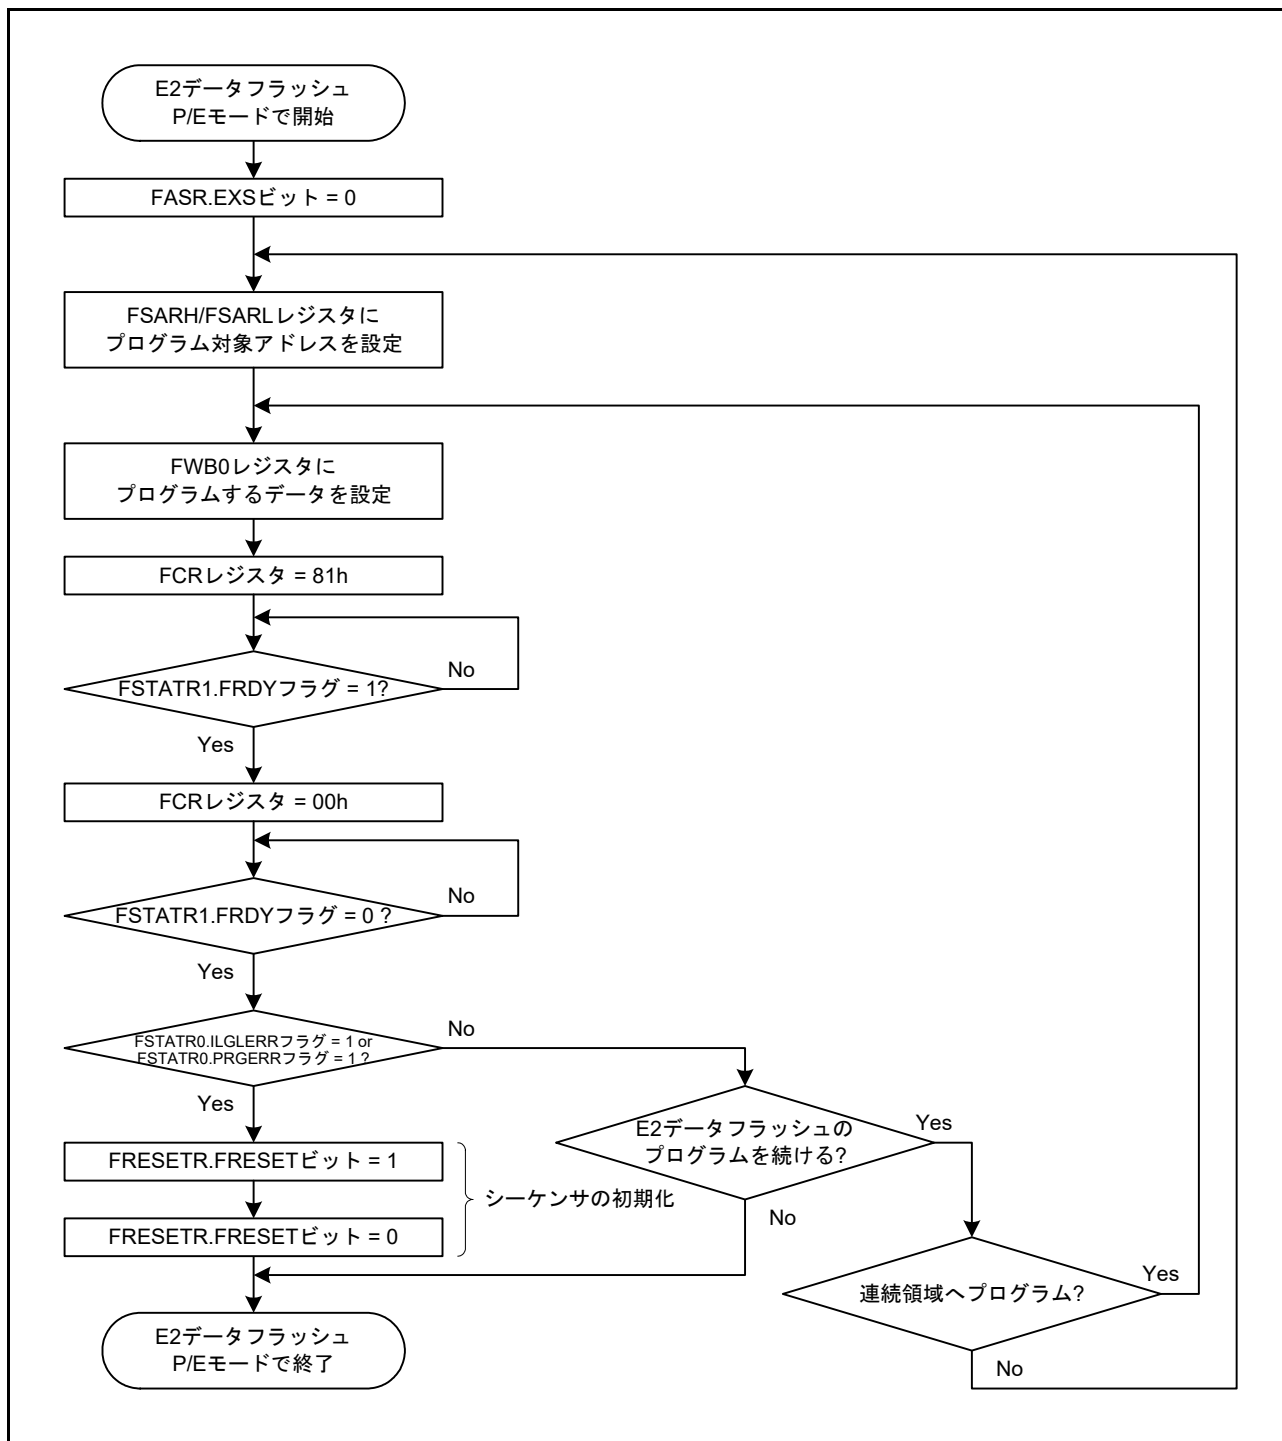 E2データフラッシュ
P/Eモードで開始
FASR.EXSビット = 0
FSARH/FSARLレジスタに
プログラム対象アドレスを設定
FWB0レジスタに
プログラムするデータを設定
FCRレジスタ = 81h
No
FSTATR1.FRDYフラグ = 1?
Yes
FCRレジスタ = 00h
No
FSTATR1.FRDYフラグ = 0 ?
Yes
No
FSTATR0.ILGLERRフラグ = 1 or
FSTATR0.PRGERRフラグ = 1 ?
Yes
E2データフラッシュの
プログラムを続ける?
Yes
No
FRESETR.FRESETビット = 1
シーケンサの初期化
FRESETR.FRESETビット = 0
連続領域へプログラム?
Yes
No
E2データフラッシュ
P/Eモードで終了